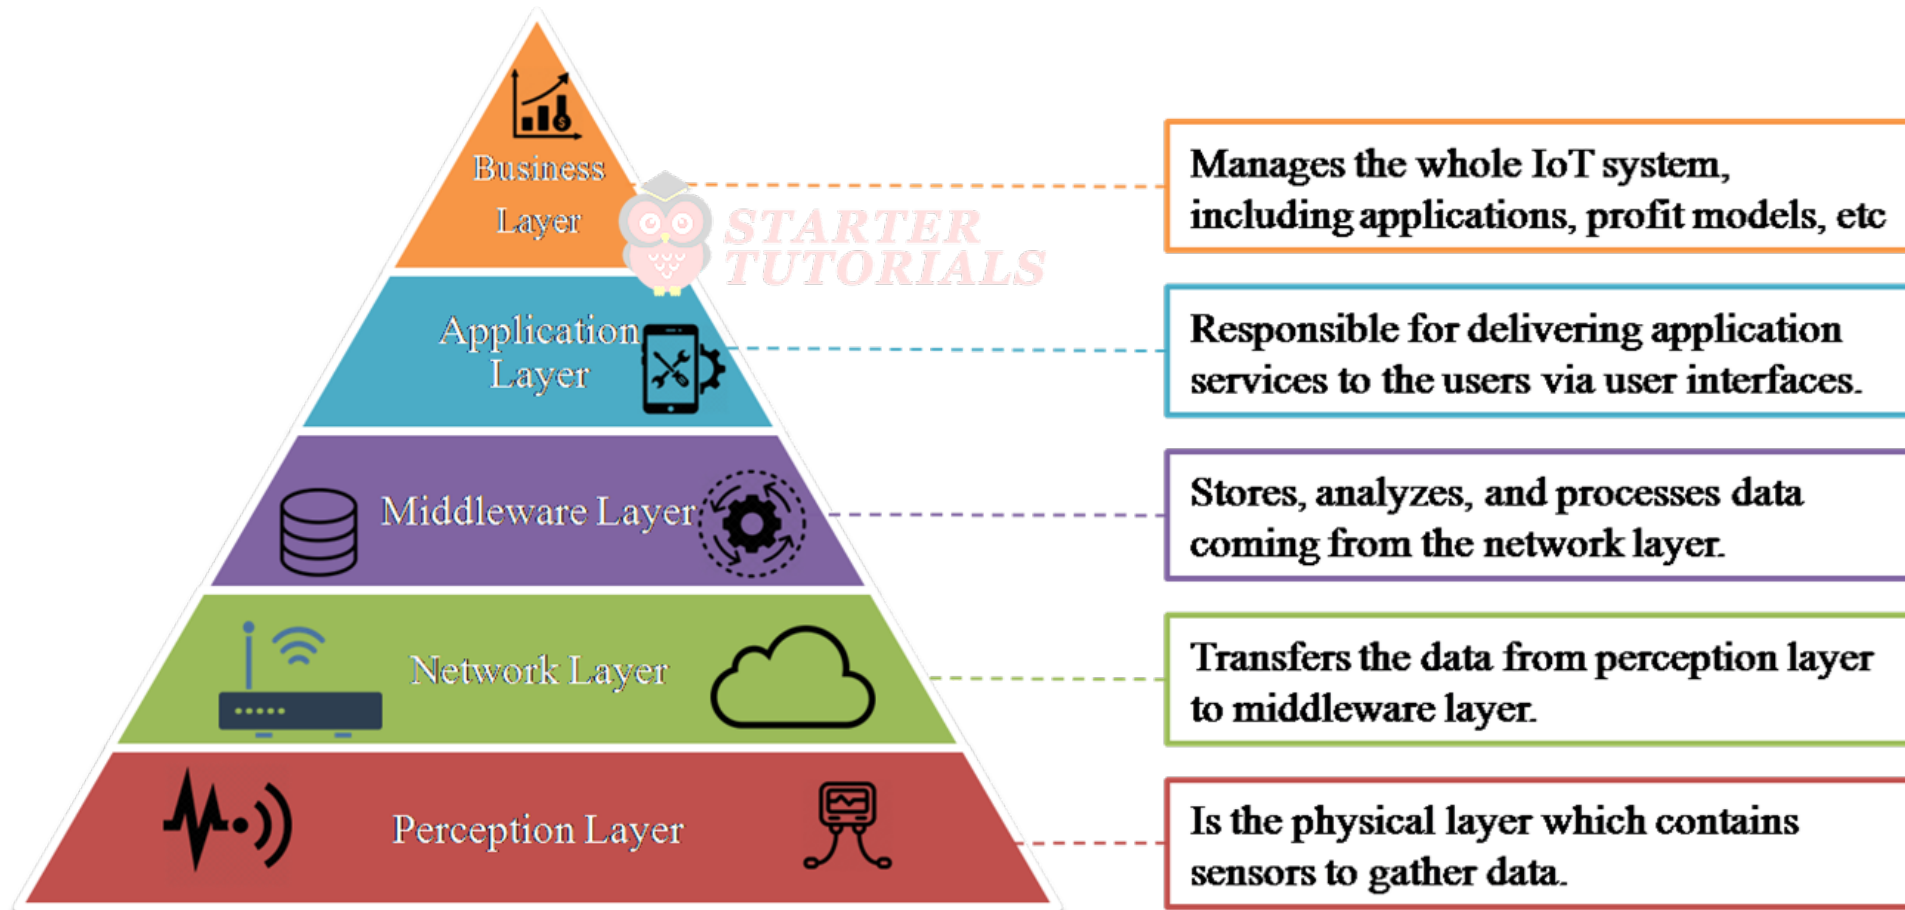 Business
Layer
Manages the whole IoT system,
including applications, profit models, etc
STARTER
TUTORIALS
Application
Layer
Responsible for delivering application
services to the users via user interfaces.
Middleware Layer
Stores, analyzes, and processes data
coming from the network layer.
Network Layer
Transfers the data from perception layer
to middleware layer.
Perception Layer
Is the physical layer which contains
sensors to gather data.